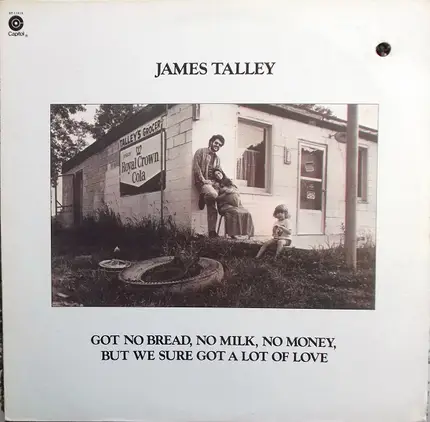 Capitol
JAMES TALLEY
TALLEY'S GROCERY
Royal Crown
Cola
GOT NO BREAD, NO MILK, NO MONEY,
BUT WE SURE GOT A LOT OF LOVE